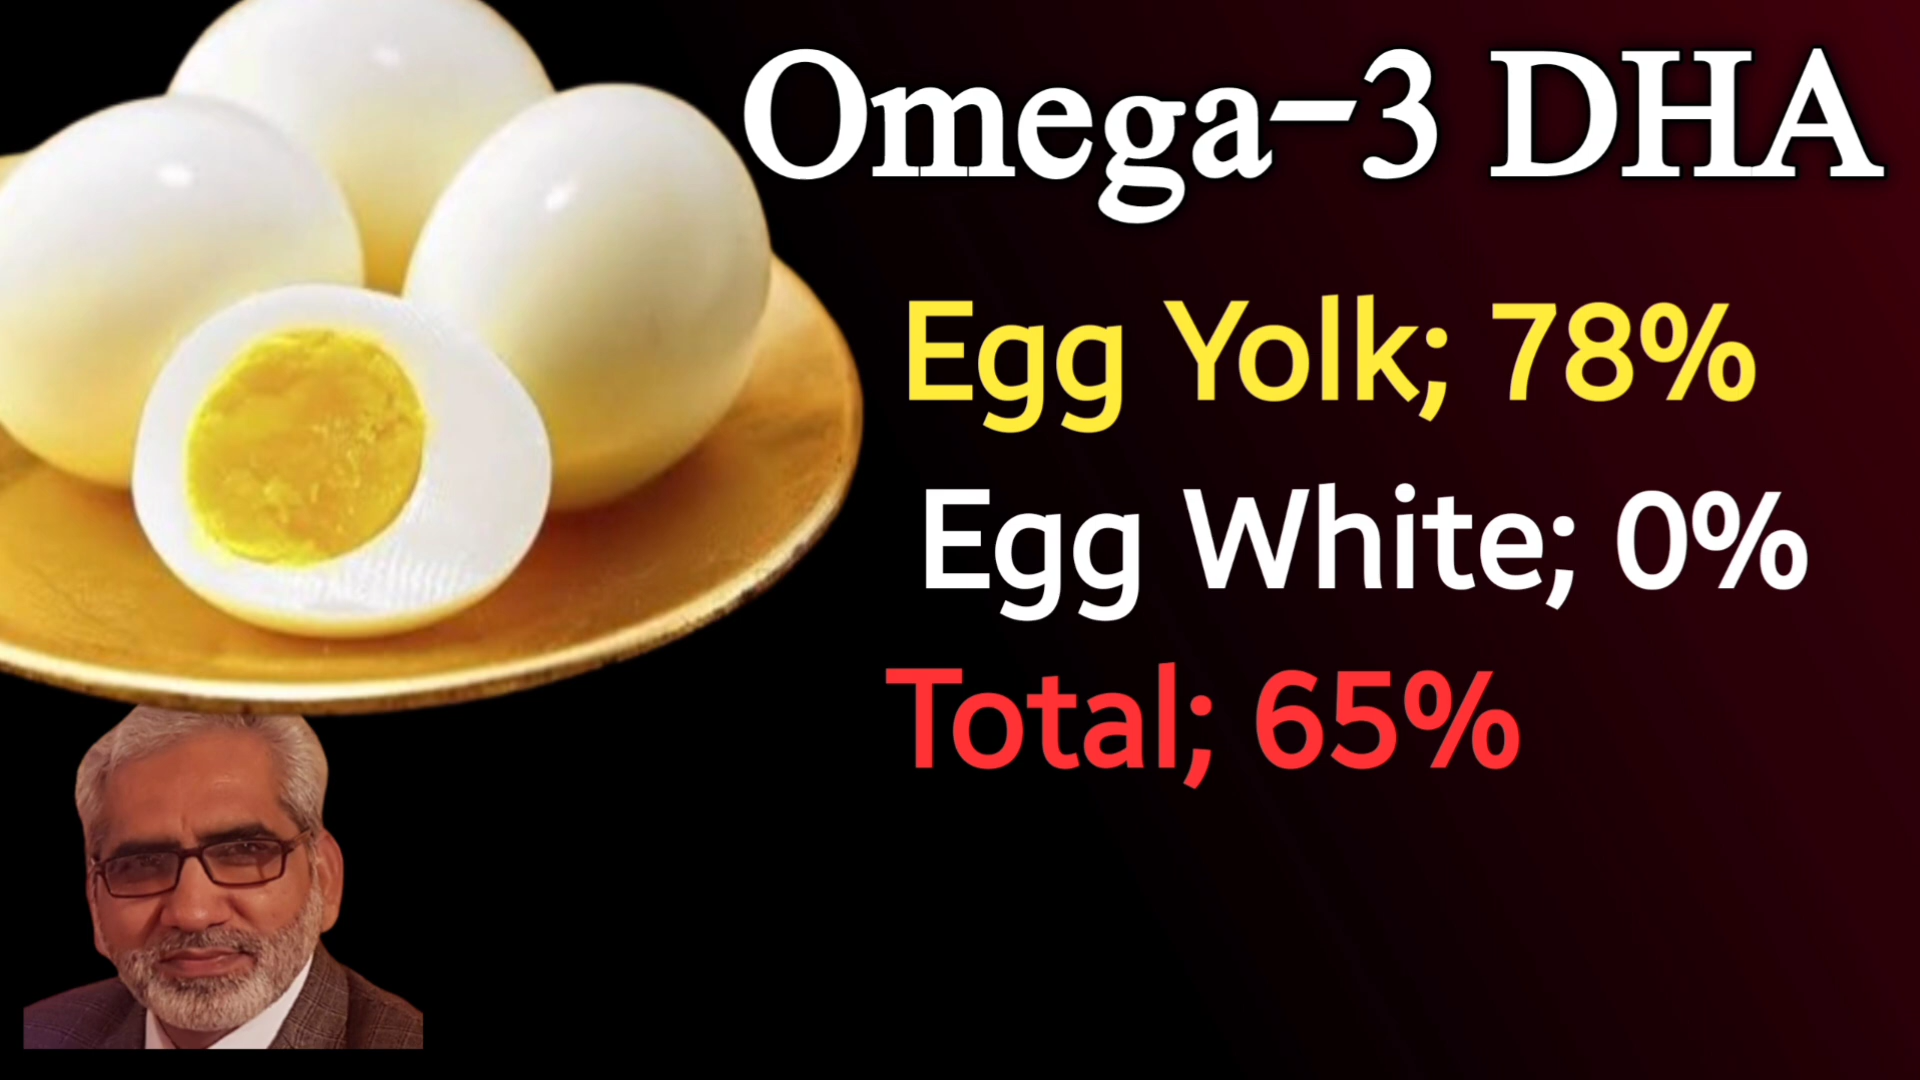 Omega-3 DHA
Egg Yolk; 78%
Egg White; 0%
Total; 65%